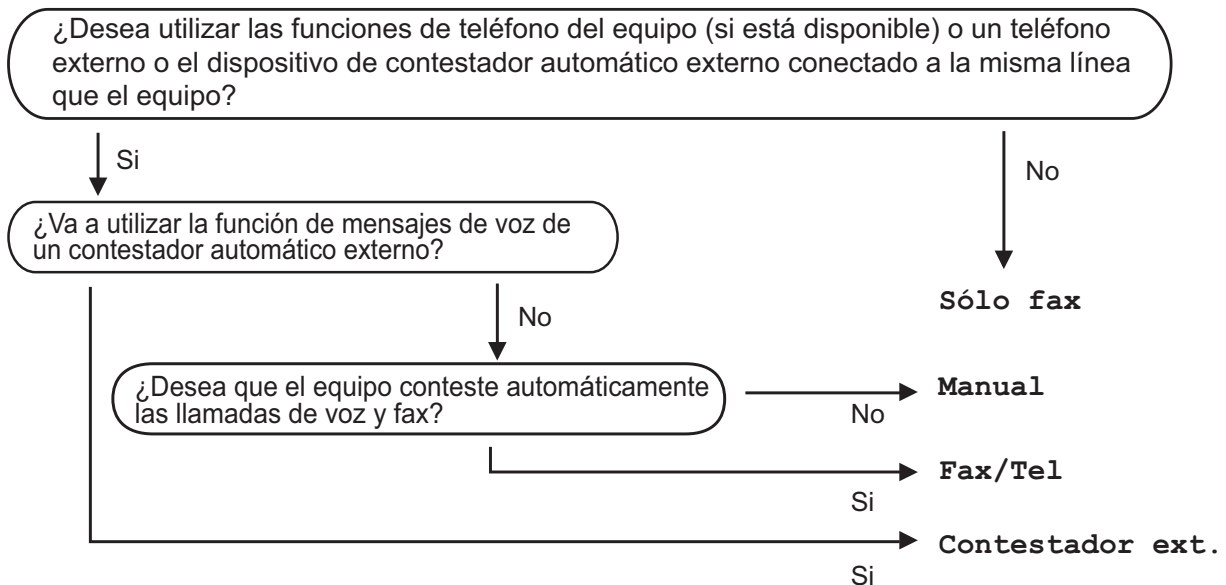 ¿Desea utilizar las funciones de teléfono del equipo (si está disponible) o un teléfono
externo o el dispositivo de contestador automático externo conectado a la misma línea
que el equipo?
Si
No
¿Va a utilizar la función de mensajes de voz de
un contestador automático externo?
Sólo fax
No
¿Desea que el equipo conteste automáticamente
las llamadas de voz y fax?
Manual
No
Fax/Tel
Si
Contestador ext.
Si